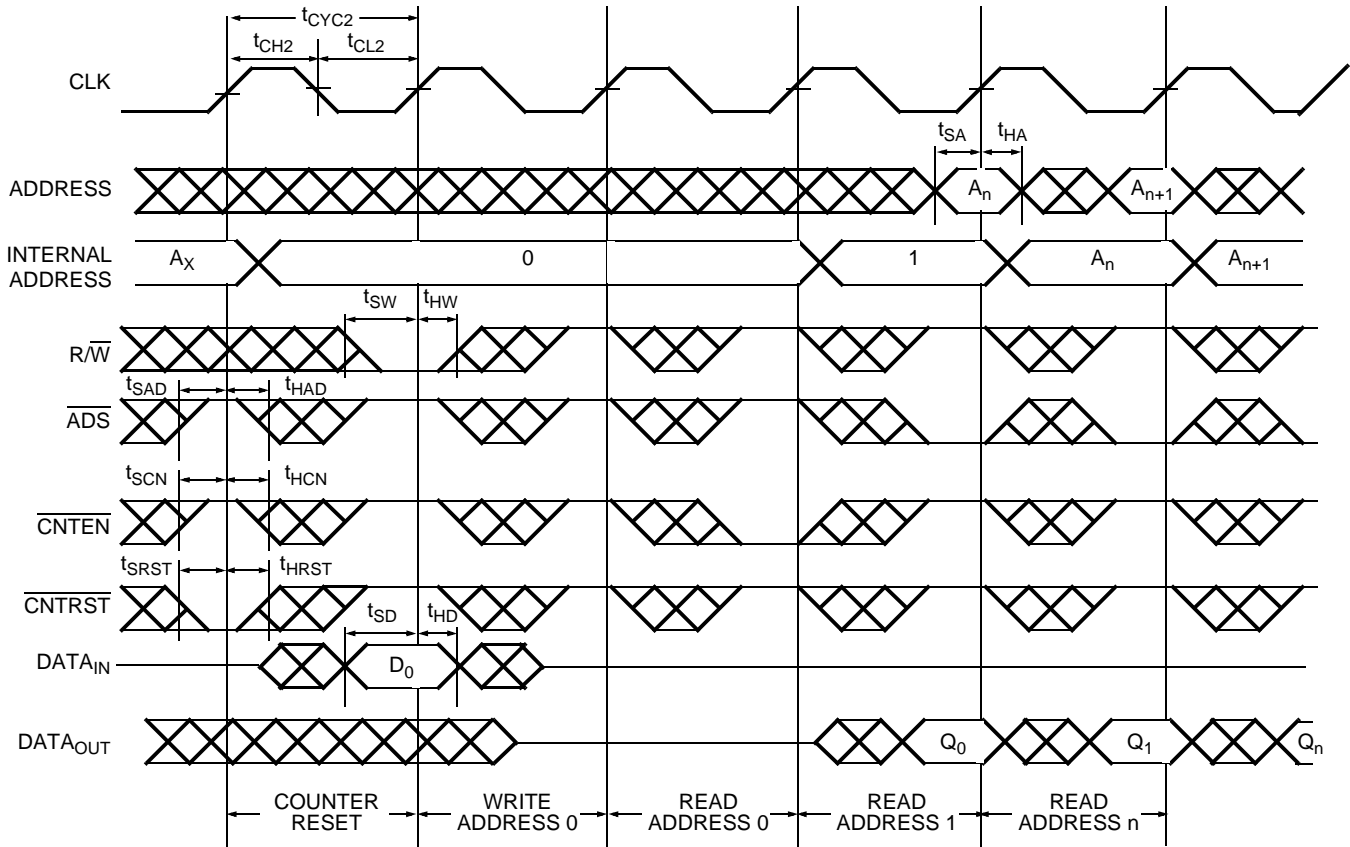 tCYC2
tCH2 tCL2
CLK
tSA tHA
ADDRESS An An+1
INTERNAL
ADDRESS
AX 0 1 An An+1
tSW tHW
R/W
tSAD tHAD
ADS
tSCN tHCN
CNTEN
tSRST tHRST
CNTRST
tSD tHD
DATAIN D0
DATAOUT Q0 Q1 Qn
COUNTER
RESET
WRITE
ADDRESS 0
READ
ADDRESS 0
READ
ADDRESS 1
READ
ADDRESS n